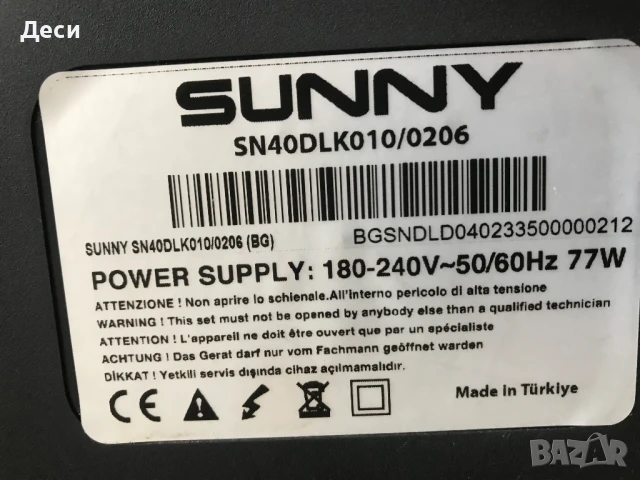 Деси
SUNNY
SN40DLK010/0206
SUNNY SN40DLK010/0206 (BG)
BGSNDLD040233500000212
POWER SUPPLY: 180-240V~50/60Hz 77W
ATTENZIONE ! Non aprire lo schienale.All'interno pericolo di alta tensione
WARNING ! This set must not be opened by anybody else than a qualified technician
ATTENTION ! L'appareil ne doit être ouvert que par un spécialiste
ACHTUNG ! Das Gerat darf nur vom Fachmann geöffnet warden
DİKKAT ! Yetkili servis dışında cihaz açılmamalıdır.
CE
Made in Türkiye
BAZAR